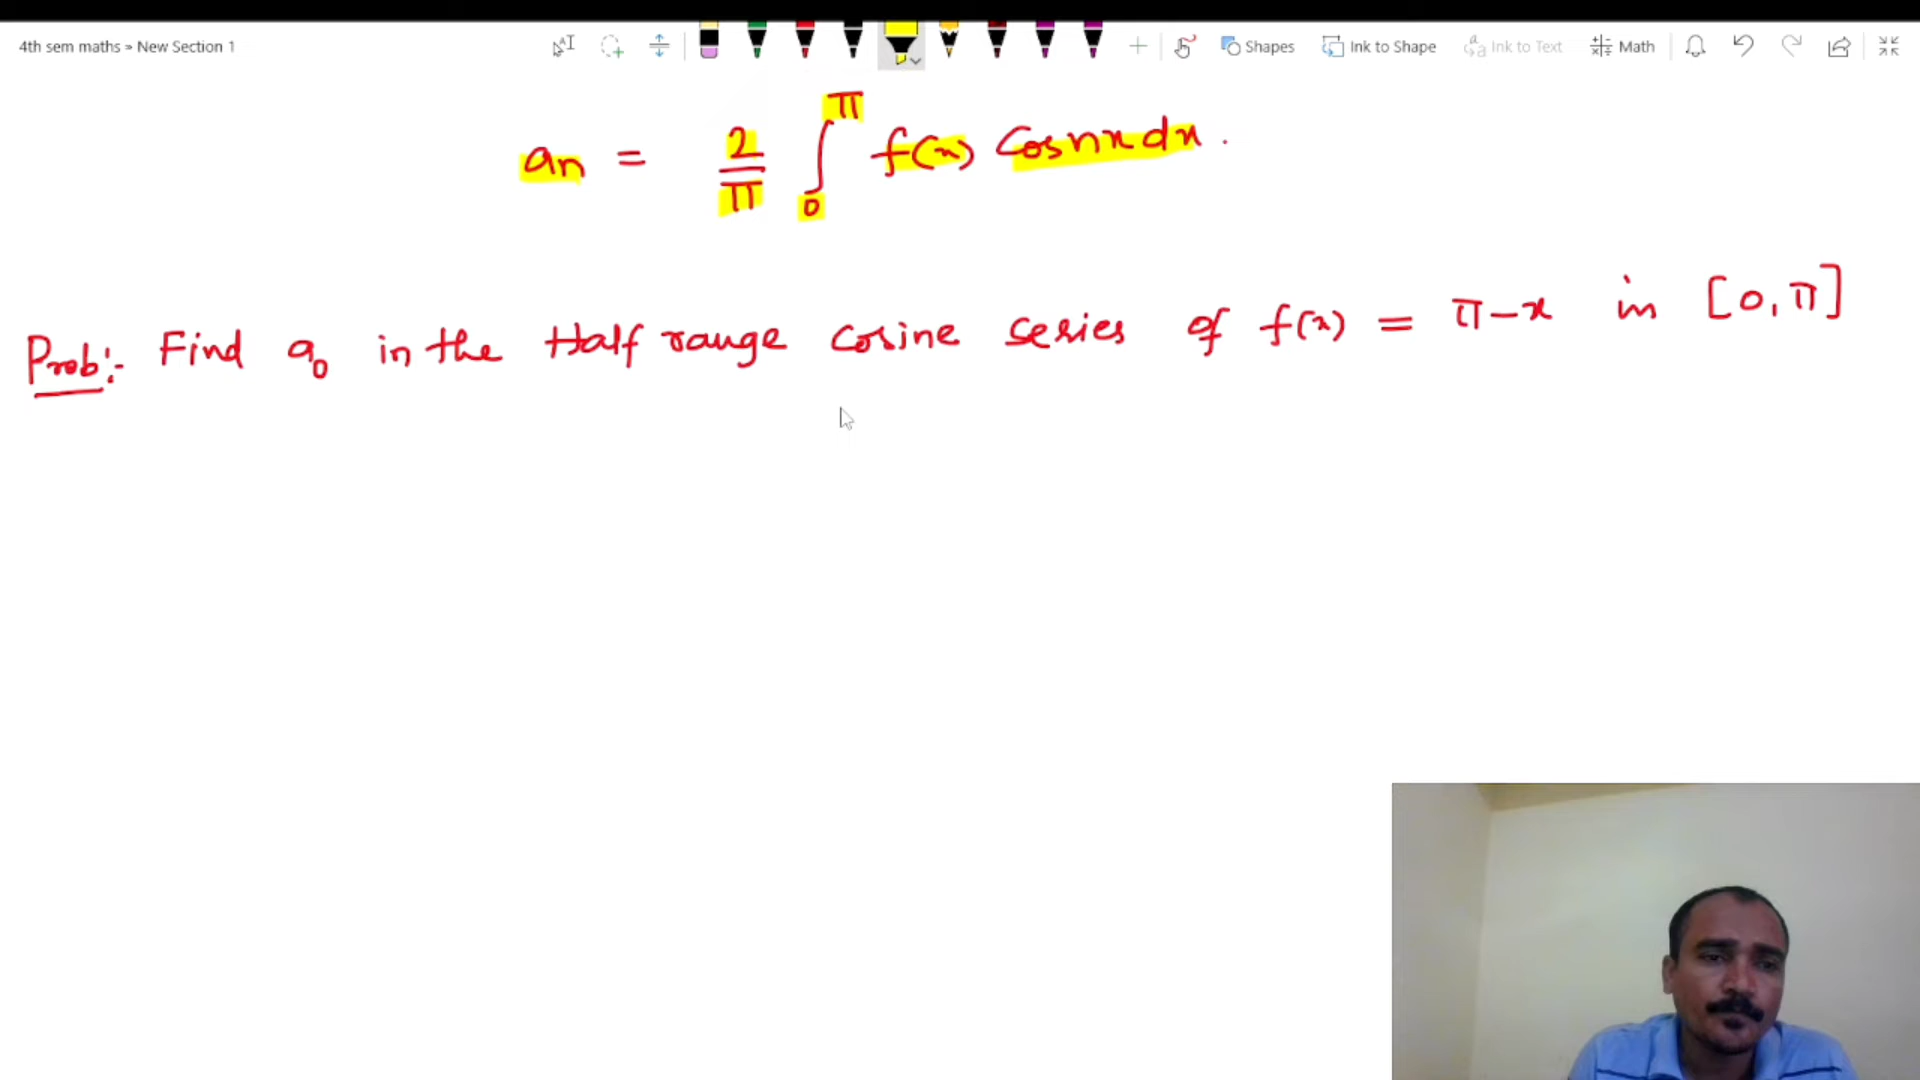 4th sem maths » New Section 1
Shapes
Ink to Shape
Ink to Text
Math
an = 2/π ∫₀^π f(x) Cosnx dx.
Prob:- Find a₀ in the Half range cosine series of f(x) = π-x in [0,π]